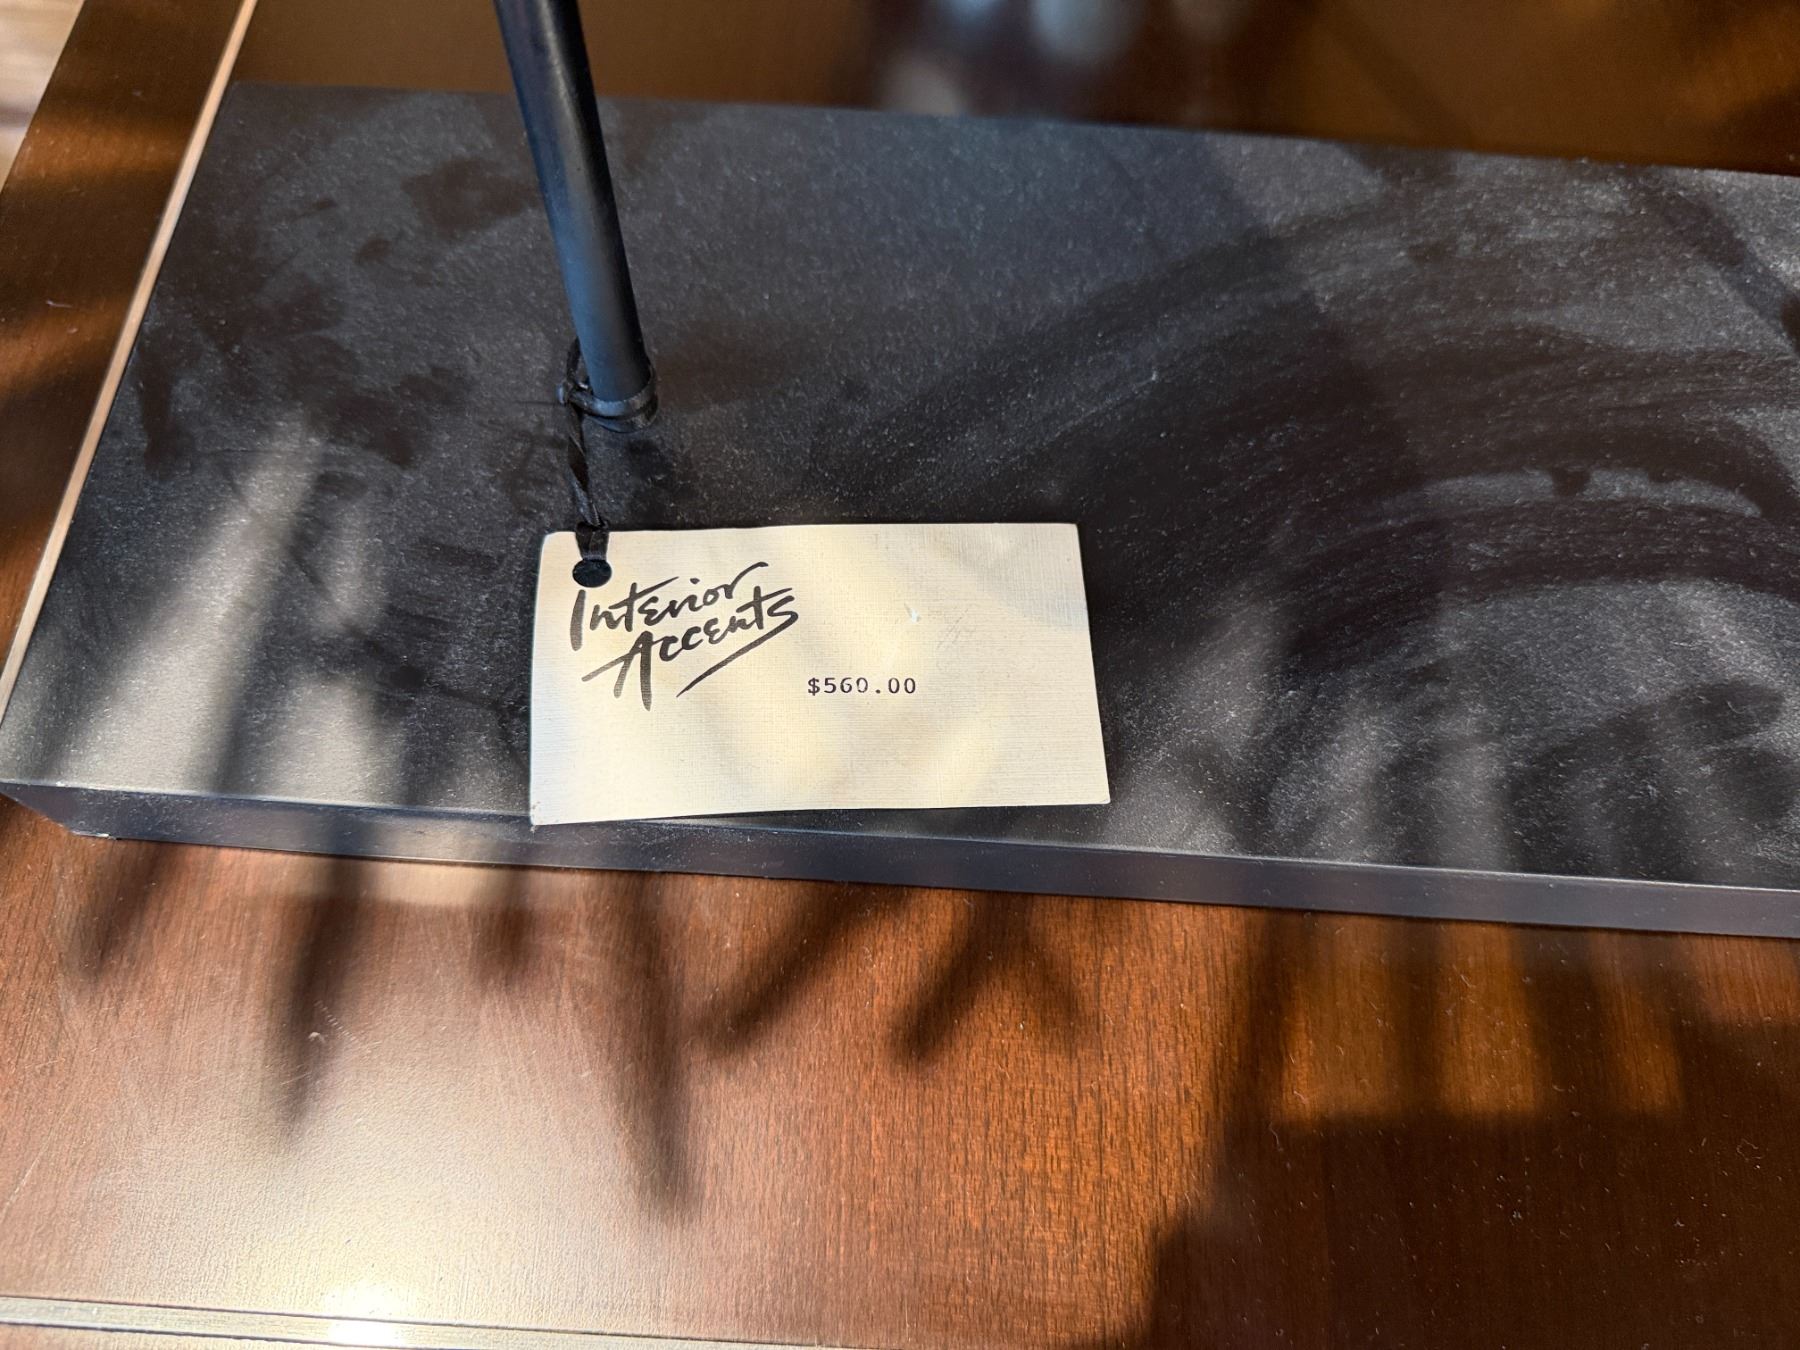 Interior
Accents
$560.00